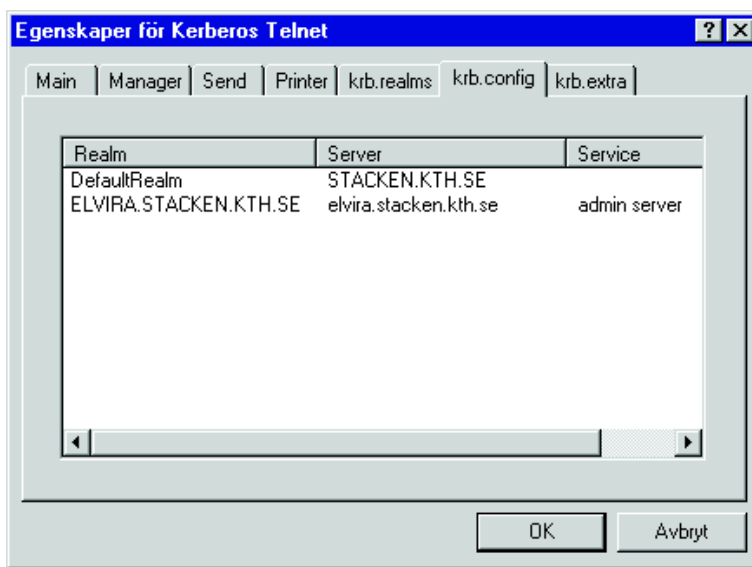 Egenskaper för Kerberos Telnet
Main Manager Send Printer krb.realms krb.config krb.extra
Realm Server Service
DefaultRealm STACKEN.KTH.SE
ELVIRA.STACKEN.KTH.SE elvira.stacken.kth.se admin server
OK Avbryt